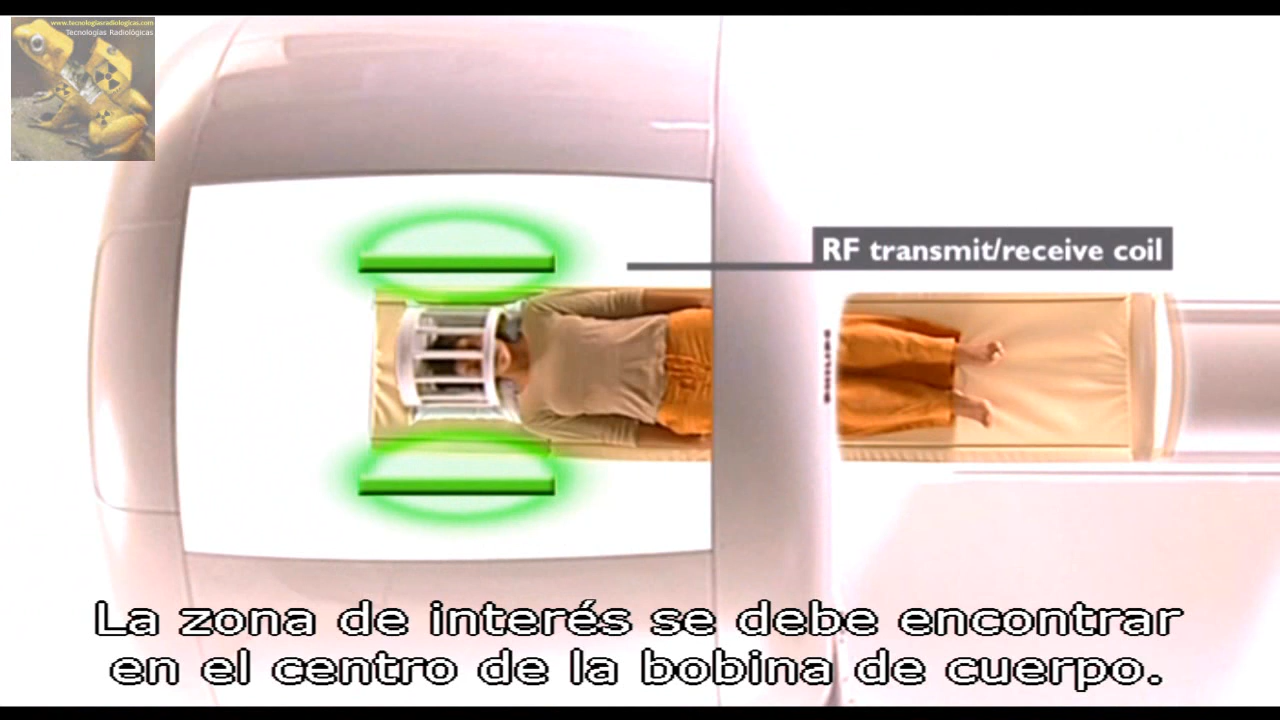 www.tecnologiasradiologicas.com
Tecnologías Radiológicas
RF transmit/receive coil
PHILIPS
La zona de interés se debe encontrar
en el centro de la bobina de cuerpo.